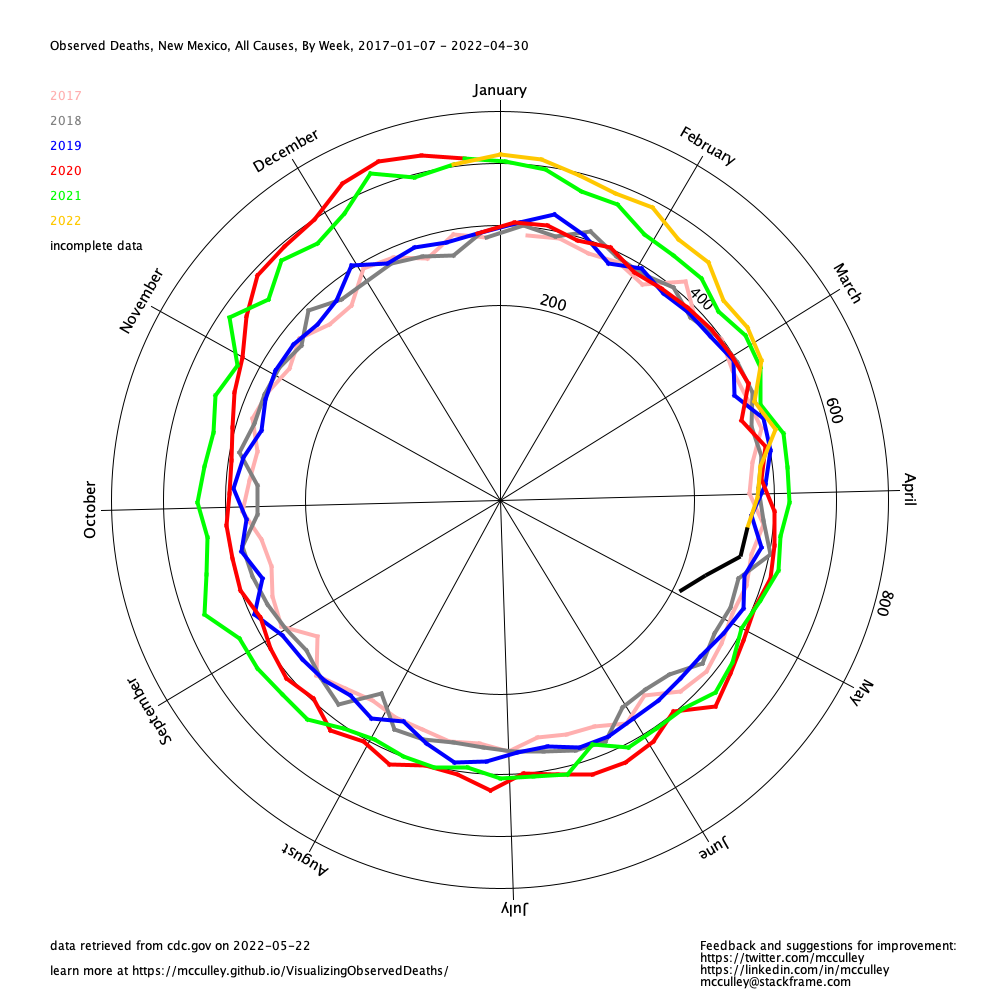 Observed Deaths, New Mexico, All Causes, By Week, 2017-01-07 - 2022-04-30
January
2017
2018
2019
2020
2021
2022
incomplete data
December
February
November
March
200
400
600
October
April
800
September
May
August
June
July
data retrieved from cdc.gov on 2022-05-22
learn more at https://mcculley.github.io/VisualizingObservedDeaths/
Feedback and suggestions for improvement:
https://twitter.com/mcculley
https://linkedin.com/in/mcculley
mcculley@stackframe.com